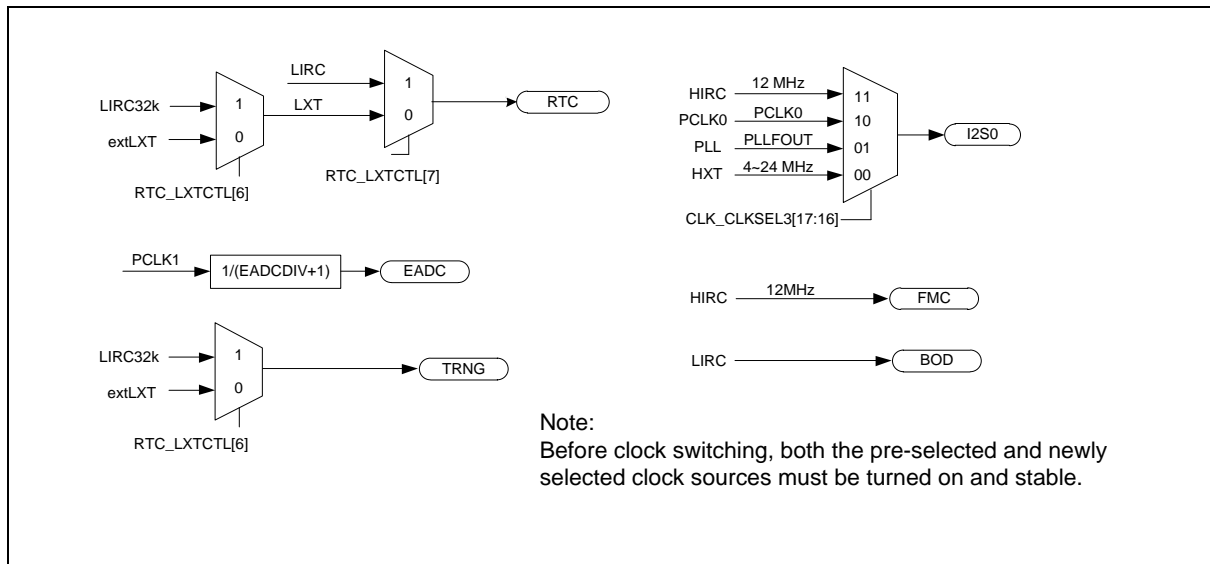 LIRC
1
LIRC32k
1
LXT
0
RTC
extLXT
0
RTC_LXTCTL[7]
RTC_LXTCTL[6]
HIRC
12 MHz
11
PCLK0
PCLK0
10
PLL
PLLFOUT
01
I2S0
HXT
4~24 MHz
00
CLK_CLKSEL3[17:16]
PCLK1
1/(EADCDIV+1)
EADC
HIRC
12MHz
FMC
LIRC32k
1
extLXT
0
TRNG
RTC_LXTCTL[6]
LIRC
BOD
Note:
Before clock switching, both the pre-selected and newly
selected clock sources must be turned on and stable.